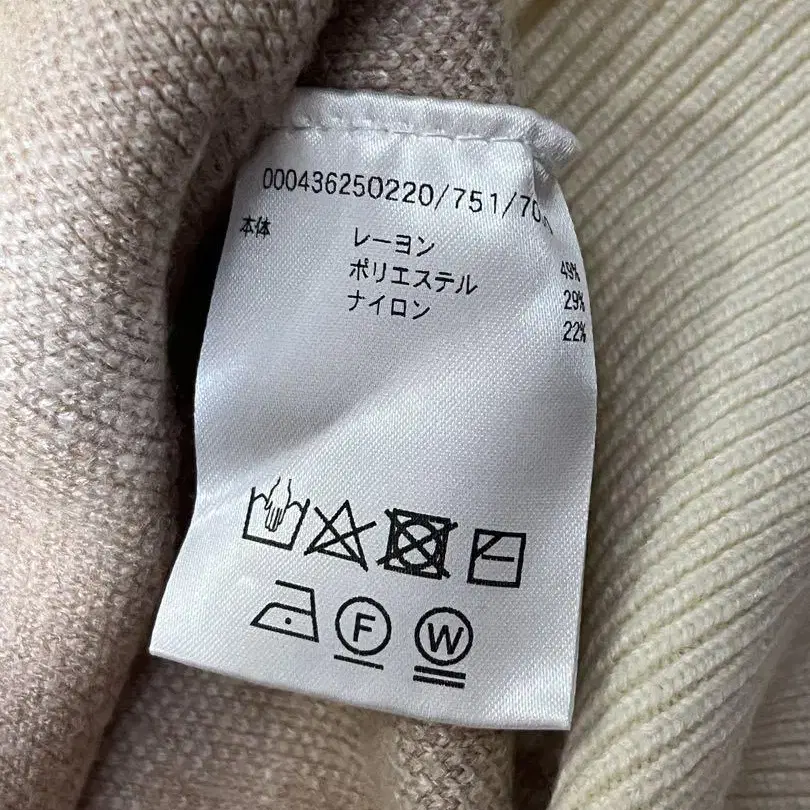 000436250220/751/70
本体 レーヨン 49%
ポリエステル 29%
ナイロン 22%
F W